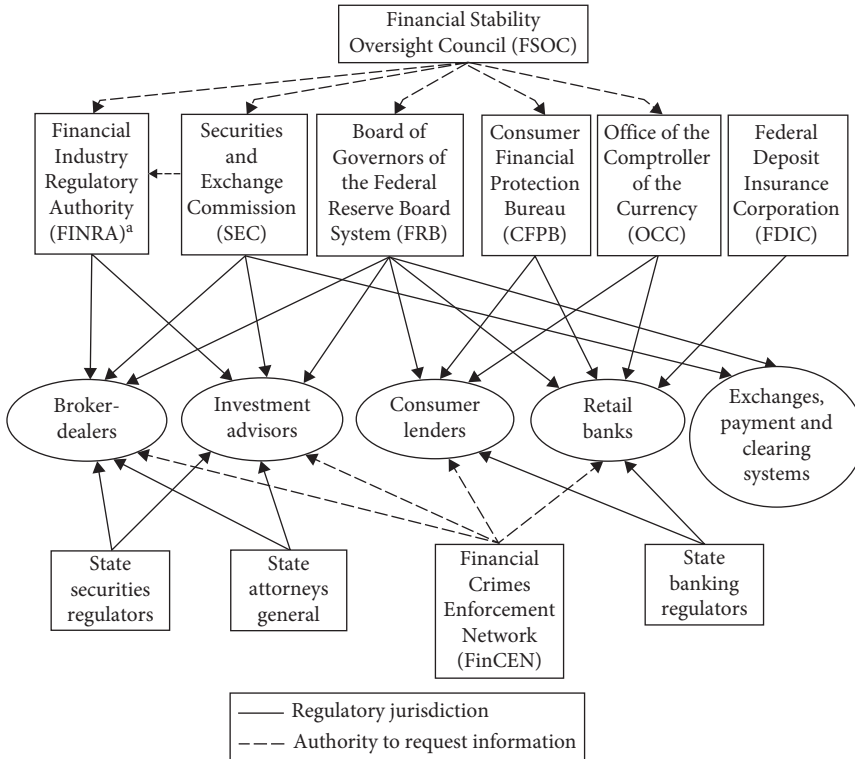 Financial Stability
Oversight Council (FSOC)
Financial
Industry
Regulatory
Authority
(FINRA)ᵃ
Securities
and
Exchange
Commission
(SEC)
Board of
Governors of
the Federal
Reserve Board
System (FRB)
Consumer
Financial
Protection
Bureau
(CFPB)
Office of the
Comptroller
of the
Currency
(OCC)
Federal
Deposit
Insurance
Corporation
(FDIC)
Broker-
dealers
Investment
advisors
Consumer
lenders
Retail
banks
Exchanges,
payment and
clearing
systems
State
securities
regulators
State
attorneys
general
Financial
Crimes
Enforcement
Network
(FinCEN)
State
banking
regulators
Regulatory jurisdiction
Authority to request information